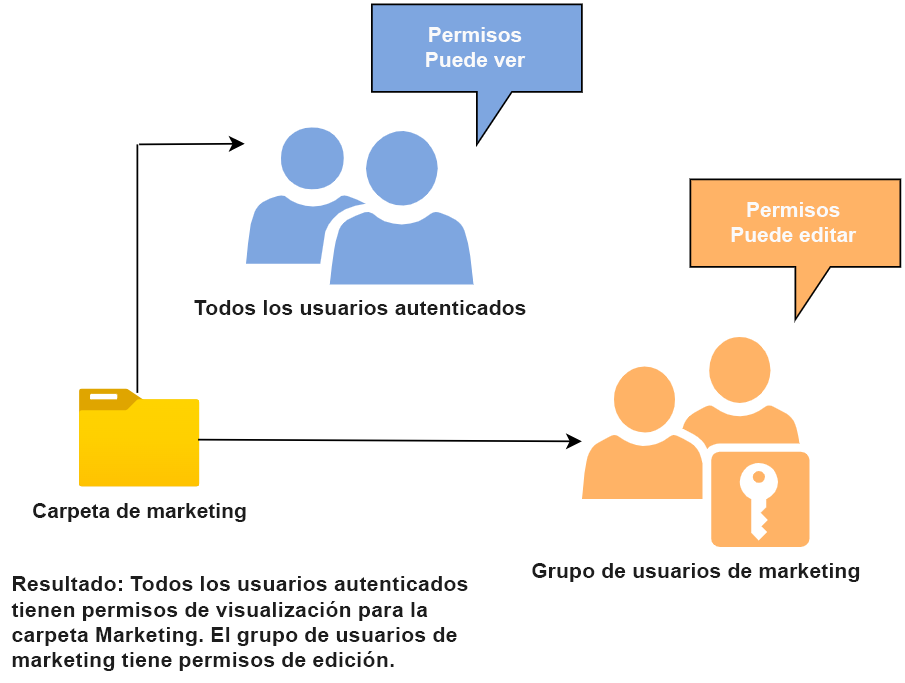 Permisos
Puede ver
Permisos
Puede editar
Todos los usuarios autenticados
Carpeta de marketing
Grupo de usuarios de marketing
Resultado: Todos los usuarios autenticados
tienen permisos de visualización para la
carpeta Marketing. El grupo de usuarios de
marketing tiene permisos de edición.